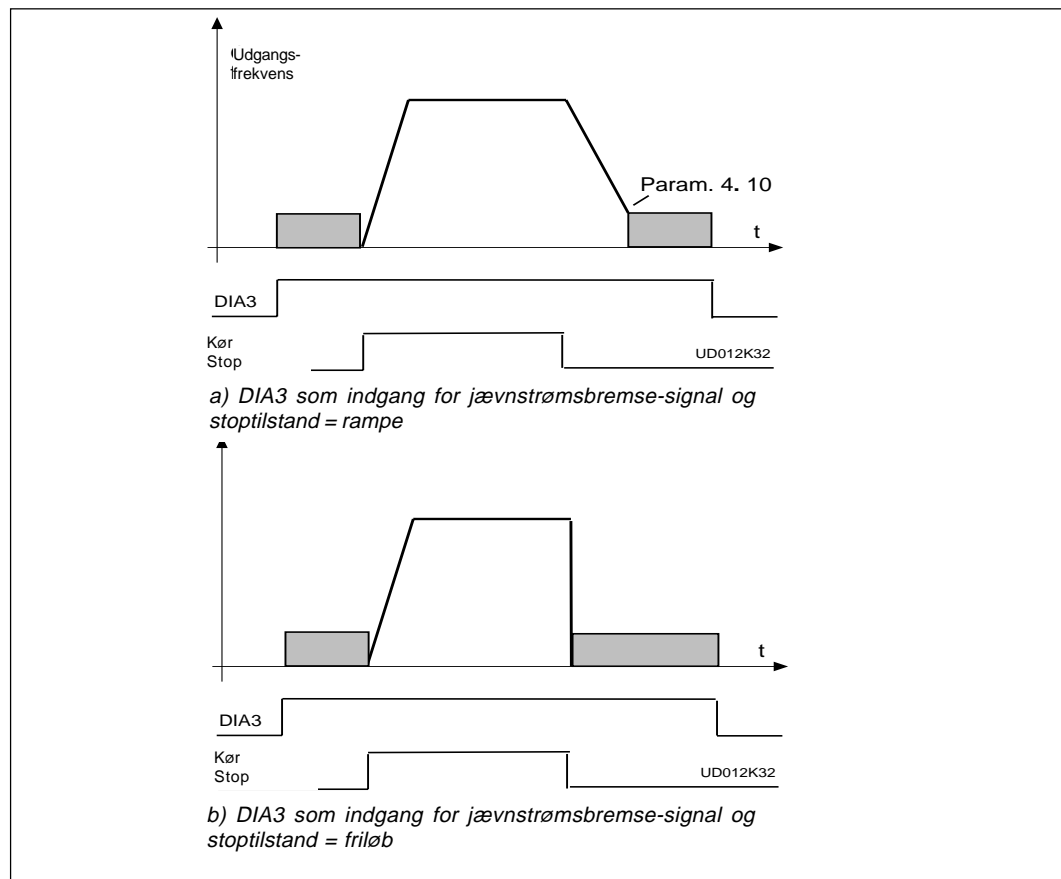 Udgangs-
frekvens
Param. 4. 10
t
DIA3
Kør
Stop
UD012K32
a) DIA3 som indgang for jævnstrømsbremse-signal og
stoptilstand = rampe
t
DIA3
Kør
Stop
UD012K32
b) DIA3 som indgang for jævnstrømsbremse-signal og
stoptilstand = friløb